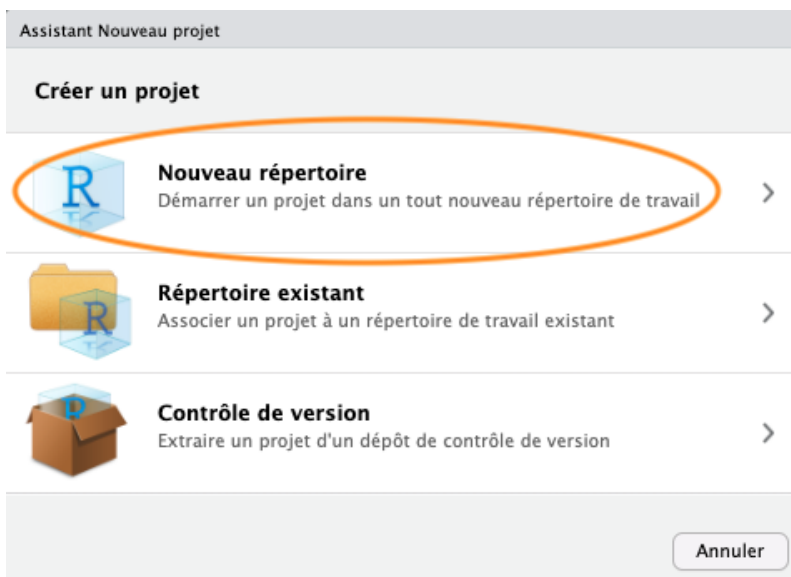 Assistant Nouveau projet
Créer un projet
R
Nouveau répertoire
Démarrer un projet dans un tout nouveau répertoire de travail
R
Répertoire existant
Associer un projet à un répertoire de travail existant
R
Contrôle de version
Extraire un projet d'un dépôt de contrôle de version
Annuler